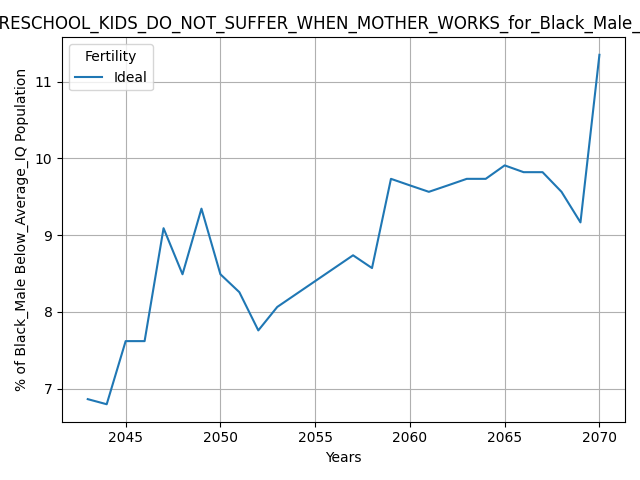 RESCHOOL_KIDS_DO_NOT_SUFFER_WHEN_MOTHER_WORKS_for_Black_Male_
Fertility
Ideal
% of Black_Male Below_Average_IQ Population
11
10
9
8
7
2045 2050 2055 2060 2065 2070
Years